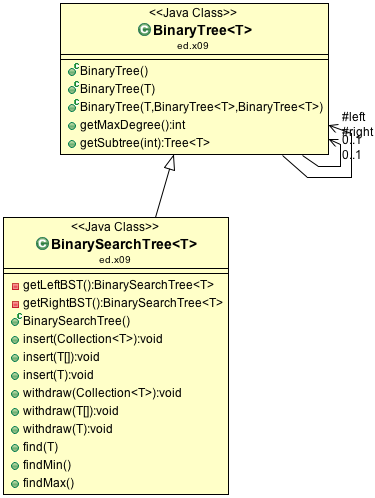 <<Java Class>>
BinaryTree<T>
ed.x09
BinaryTree()
BinaryTree(T)
BinaryTree(T,BinaryTree<T>,BinaryTree<T>)
getMaxDegree():int
getSubtree(int):Tree<T>
#left
#right
0..1
0..1
<<Java Class>>
BinarySearchTree<T>
ed.x09
getLeftBST():BinarySearchTree<T>
getRightBST():BinarySearchTree<T>
BinarySearchTree()
insert(Collection<T>):void
insert(T[]):void
insert(T):void
withdraw(Collection<T>):void
withdraw(T[]):void
withdraw(T):void
find(T)
findMin()
findMax()